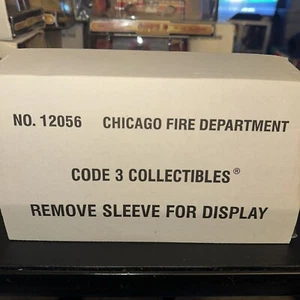 NO. 12056 CHICAGO FIRE DEPARTMENT
CODE 3 COLLECTIBLES®
REMOVE SLEEVE FOR DISPLAY